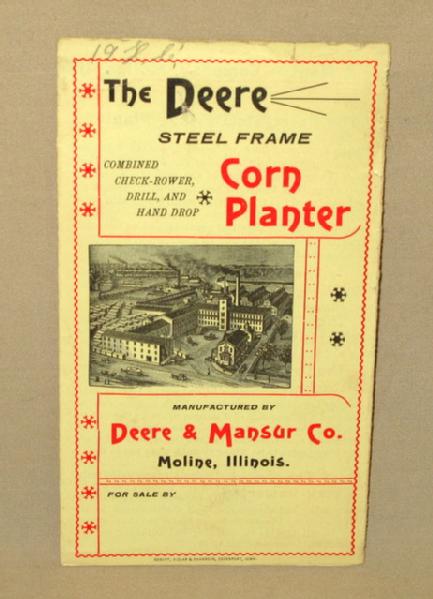 The Deere
STEEL FRAME
COMBINED
CHECK-ROWER,
DRILL, AND
HAND DROP
Corn
Planter
MANUFACTURED BY
Deere & Mansur Co.
Moline, Illinois.
FOR SALE BY